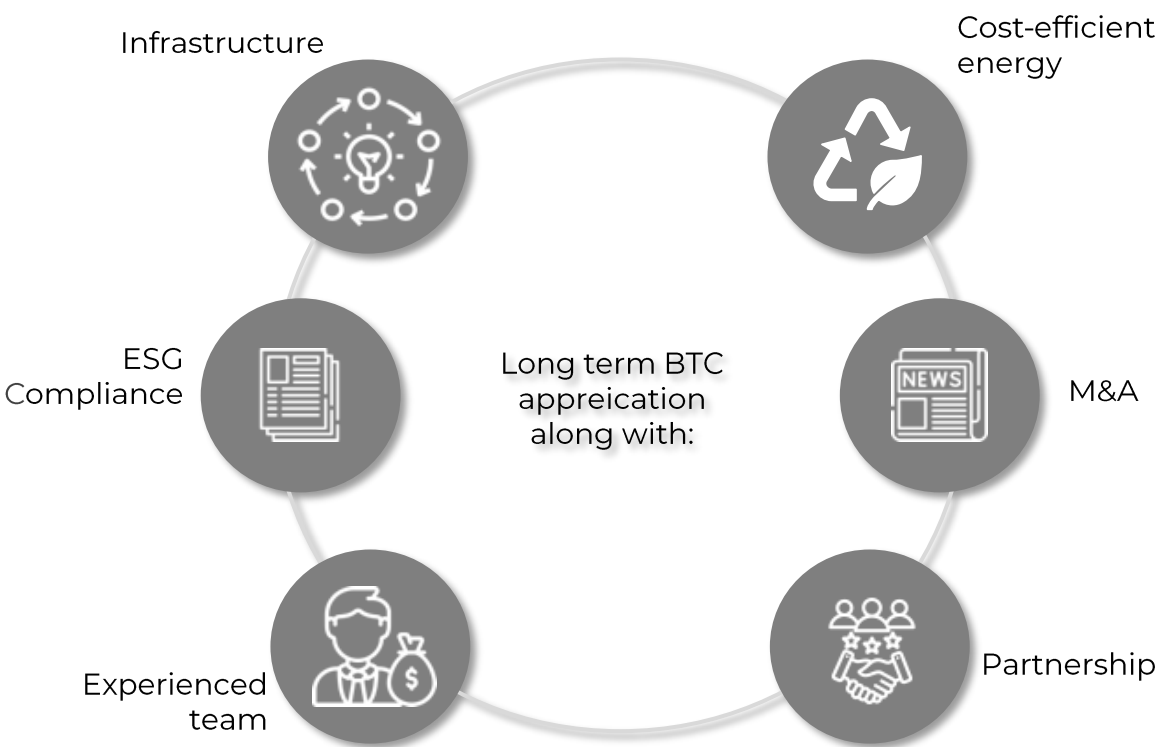 Infrastructure
Cost-efficient
energy
ESG
Compliance
Long term BTC
appreication
along with:
NEWS
M&A
$
Experienced
team
Partnership